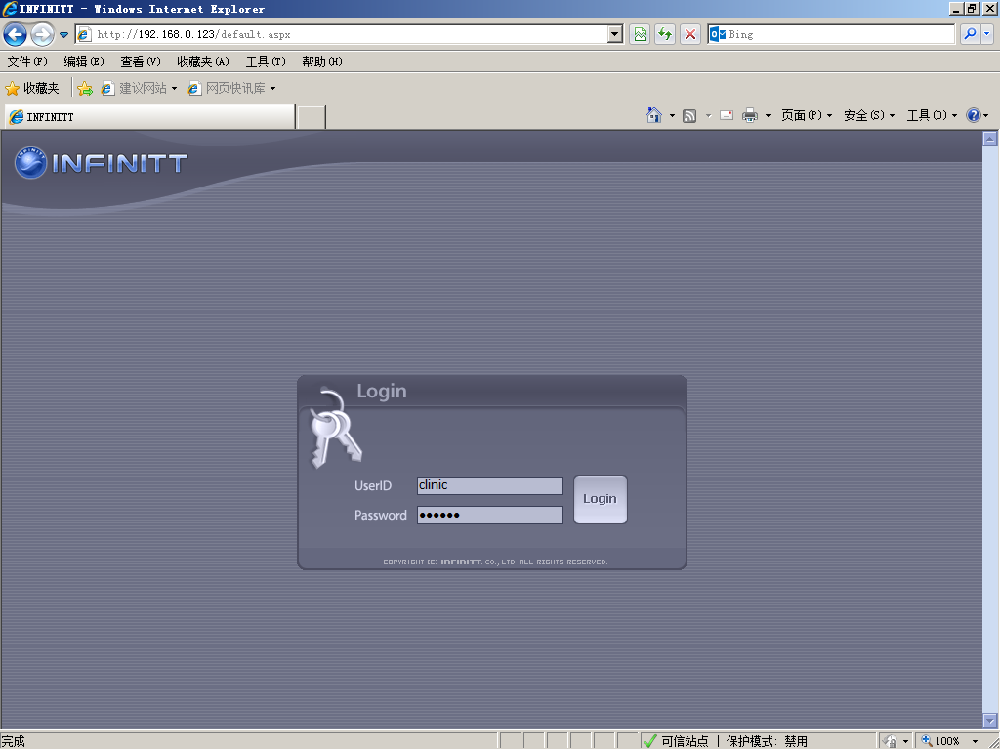 INFINITT - Windows Internet Explorer
http://192.168.0.123/default.aspx
Bing
文件(F) 编辑(E) 查看(V) 收藏夹(A) 工具(T) 帮助(H)
收藏夹 建议网站 网页快讯库
INFINITT
页面(P) 安全(S) 工具(O)
INFINITT
Login
UserID clinic
Password ••••••
Login
COPYRIGHT (C) INFINITT. CO., LTD ALL RIGHTS RESERVED.
完成 可信站点 | 保护模式: 禁用 100%